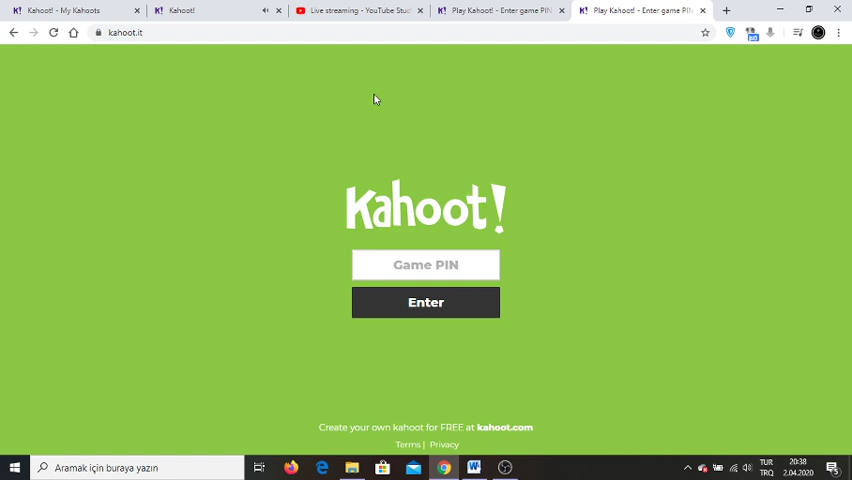 Kahoot! - My Kahoots
Kahoot!
Live streaming - YouTube Stud
Play Kahoot! - Enter game PIN
Play Kahoot! - Enter game PIN
kahoot.it
Kahoot!
Game PIN
Enter
Create your own kahoot for FREE at kahoot.com
Terms | Privacy
Aramak için buraya yazın
TUR
TRQ
20:38
2.04.2020
5